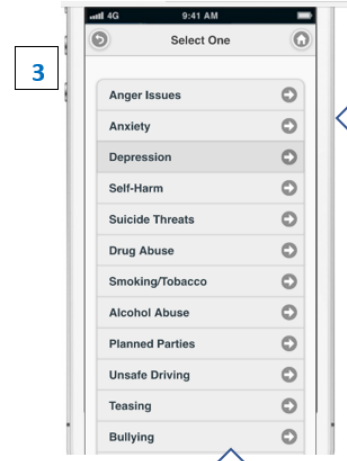 4G 9:41 AM
Select One
3
Anger Issues
Anxiety
Depression
Self-Harm
Suicide Threats
Drug Abuse
Smoking/Tobacco
Alcohol Abuse
Planned Parties
Unsafe Driving
Teasing
Bullying